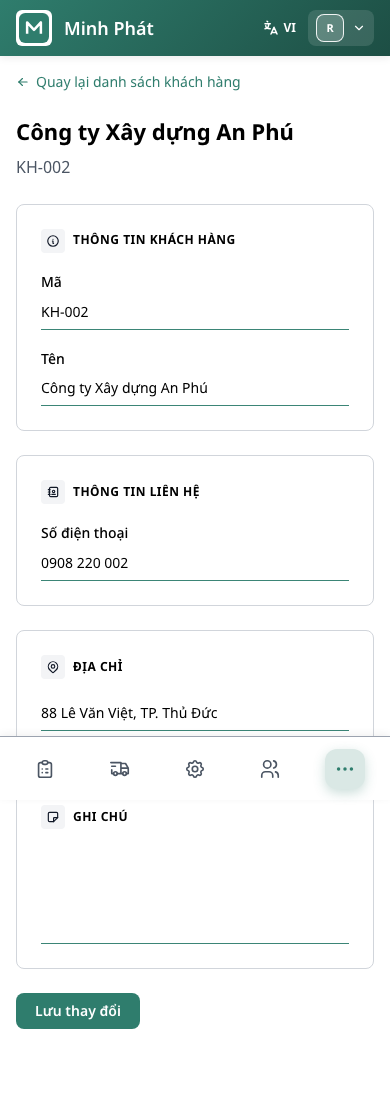 Minh Phát
VI
R
Quay lại danh sách khách hàng
Công ty Xây dựng An Phú
KH-002
THÔNG TIN KHÁCH HÀNG
Mã
KH-002
Tên
Công ty Xây dựng An Phú
THÔNG TIN LIÊN HỆ
Số điện thoại
0908 220 002
ĐỊA CHỈ
88 Lê Văn Việt, TP. Thủ Đức
GHI CHÚ
Lưu thay đổi